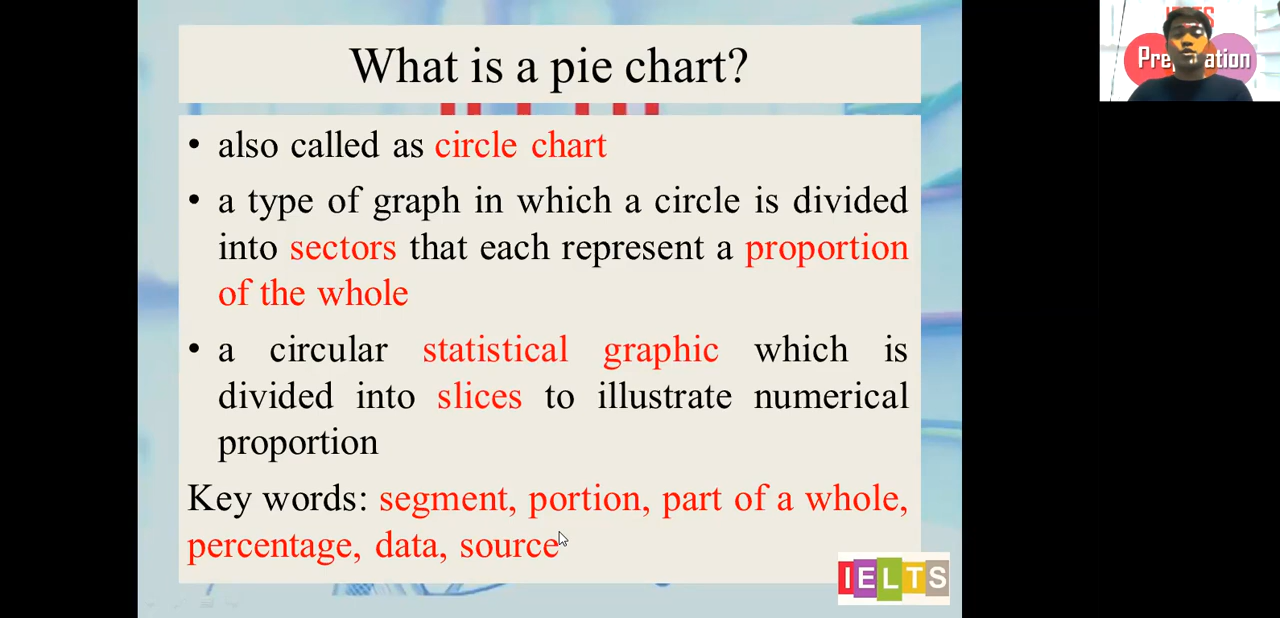 What is a pie chart?
• also called as circle chart
• a type of graph in which a circle is divided
into sectors that each represent a proportion
of the whole
• a circular statistical graphic which is
divided into slices to illustrate numerical
proportion
Key words: segment, portion, part of a whole,
percentage, data, source
IELTS